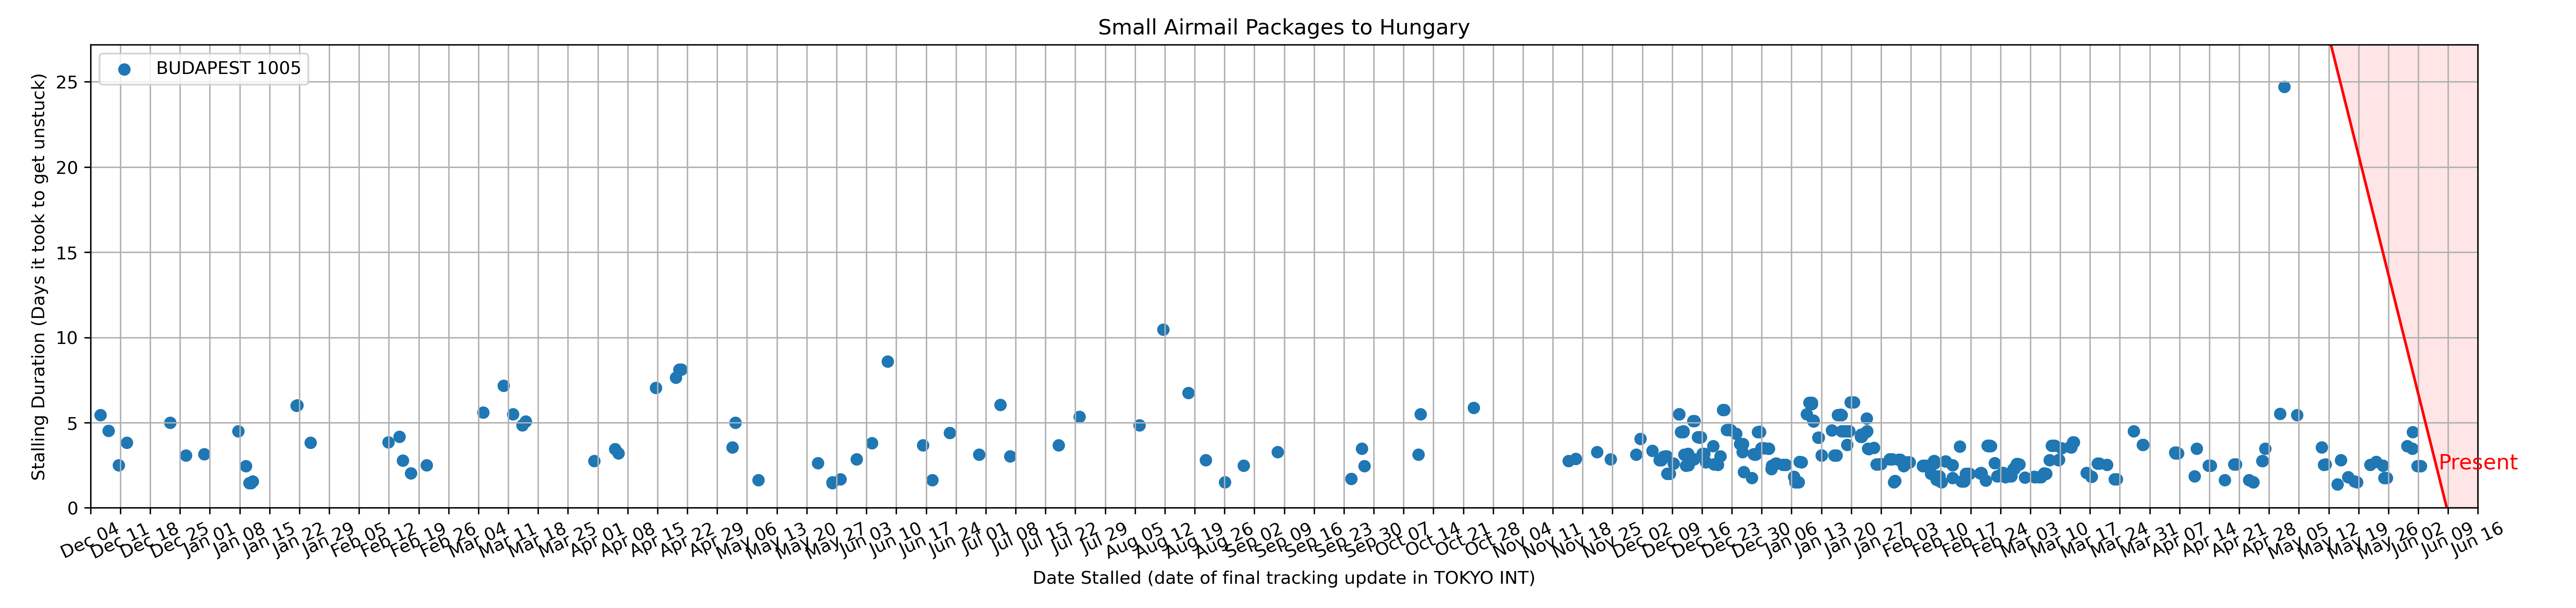 Small Airmail Packages to Hungary
BUDAPEST 1005
Stalling Duration (Days it took to get unstuck)
25
20
15
10
5
0
Present
Dec 04 Dec 11 Dec 18 Dec 25 Jan 01 Jan 08 Jan 15 Jan 22 Jan 29 Feb 05 Feb 12 Feb 19 Feb 26 Mar 04 Mar 11 Mar 18 Mar 25 Apr 01 Apr 08 Apr 15 Apr 22 Apr 29 May 06 May 13 May 20 May 27 Jun 03 Jun 10 Jun 17 Jun 24 Jul 01 Jul 08 Jul 15 Jul 22 Jul 29 Aug 05 Aug 12 Aug 19 Aug 26 Sep 02 Sep 09 Sep 16 Sep 23 Sep 30 Oct 07 Oct 14 Oct 21 Oct 28 Nov 04 Nov 11 Nov 18 Nov 25 Dec 02 Dec 09 Dec 16 Dec 23 Dec 30 Jan 06 Jan 13 Jan 20 Jan 27 Feb 03 Feb 10 Feb 17 Feb 24 Mar 03 Mar 10 Mar 17 Mar 24 Mar 31 Apr 07 Apr 14 Apr 21 Apr 28 May 05 May 12 May 19 May 26 Jun 02 Jun 09 Jun 16
Date Stalled (date of final tracking update in TOKYO INT)